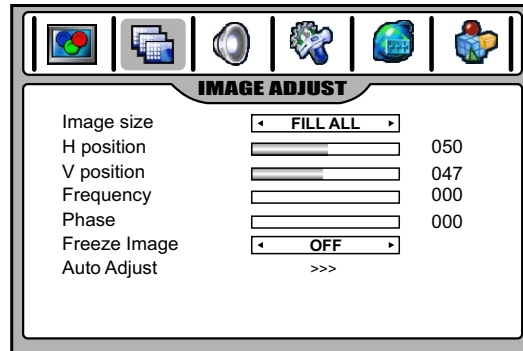 IMAGE ADJUST
Image size ◂ FILL ALL ▸
H position 050
V position 047
Frequency 000
Phase 000
Freeze Image ◂ OFF ▸
Auto Adjust >>>